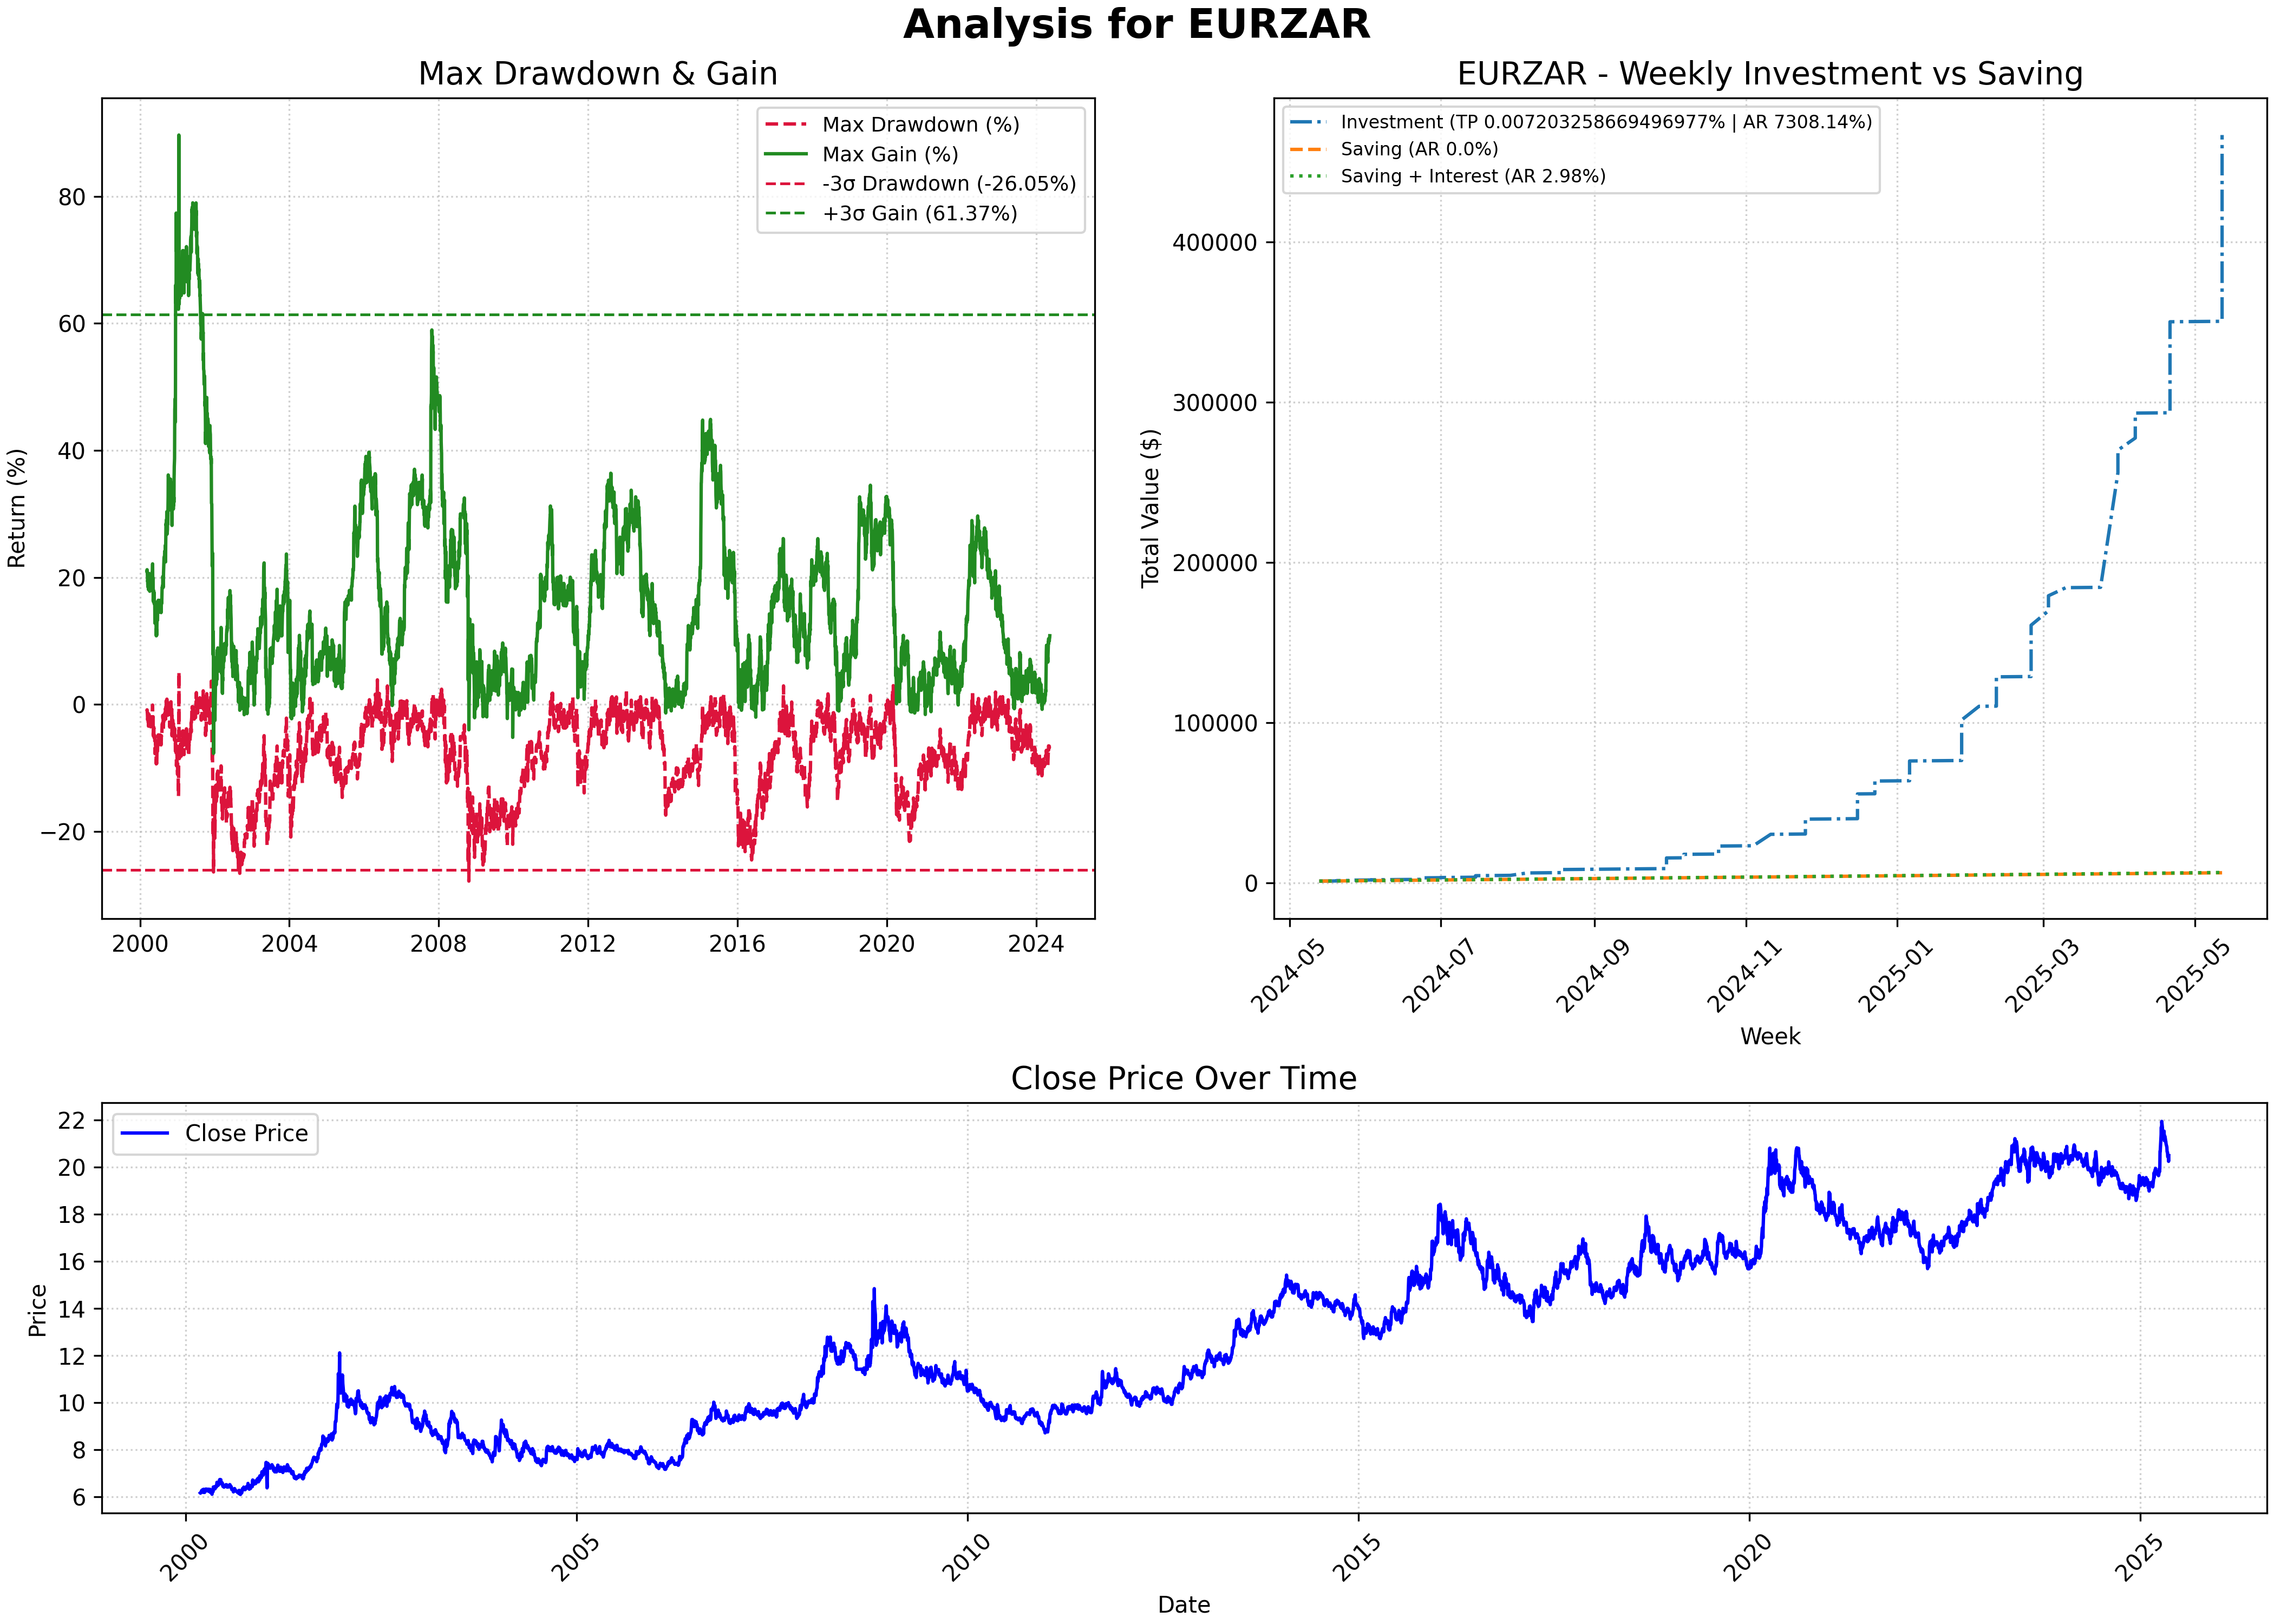 Analysis for EURZAR
Max Drawdown & Gain
Return (%)
80
60
40
20
0
−20
2000
2004
2008
2012
2016
2020
2024
Max Drawdown (%)
Max Gain (%)
-3σ Drawdown (-26.05%)
+3σ Gain (61.37%)
EURZAR - Weekly Investment vs Saving
Total Value ($)
400000
300000
200000
100000
0
2024-05
2024-07
2024-09
2024-11
2025-01
2025-03
2025-05
Week
Investment (TP 0.007203258669496977% | AR 7308.14%)
Saving (AR 0.0%)
Saving + Interest (AR 2.98%)
Close Price Over Time
Price
22
20
18
16
14
12
10
8
6
2000
2005
2010
2015
2020
2025
Date
Close Price